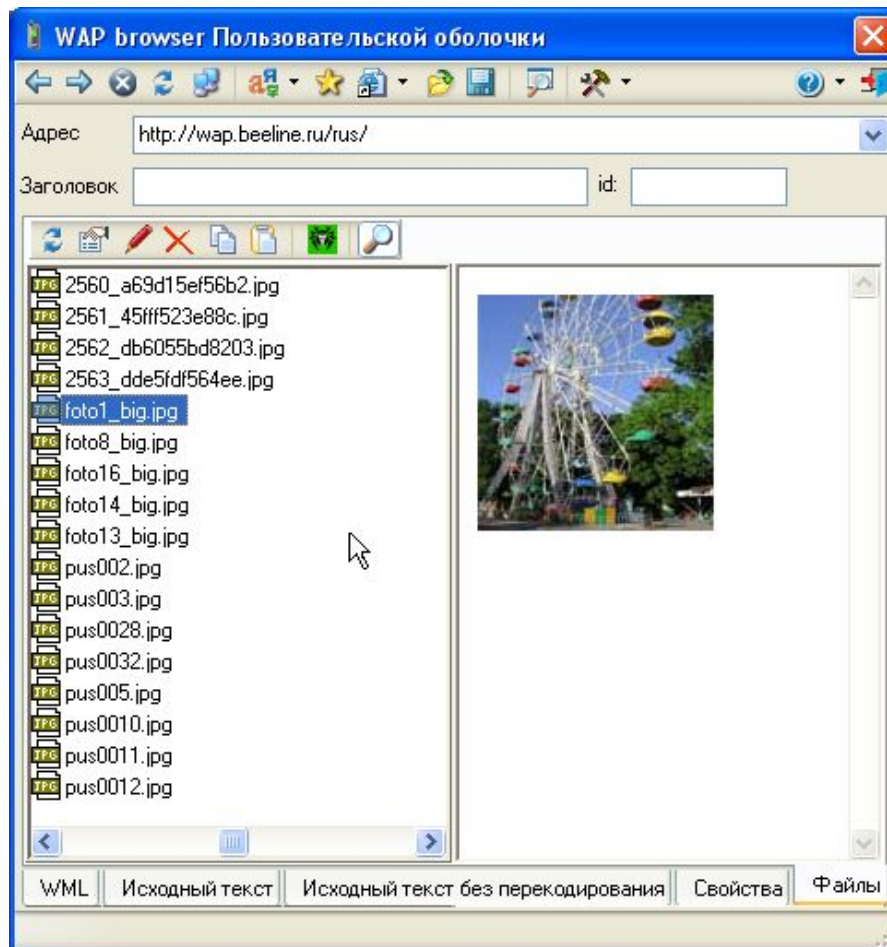 WAP browser Пользовательской оболочки
Адрес http://wap.beeline.ru/rus/
Заголовок id:
2560_a69d15ef56b2.jpg
2561_45fff523e88c.jpg
2562_db6055bd8203.jpg
2563_dde5fdf564ee.jpg
foto1_big.jpg
foto8_big.jpg
foto16_big.jpg
foto14_big.jpg
foto13_big.jpg
pus002.jpg
pus003.jpg
pus0028.jpg
pus0032.jpg
pus005.jpg
pus0010.jpg
pus0011.jpg
pus0012.jpg
WML Исходный текст Исходный текст без перекодирования Свойства Файлы